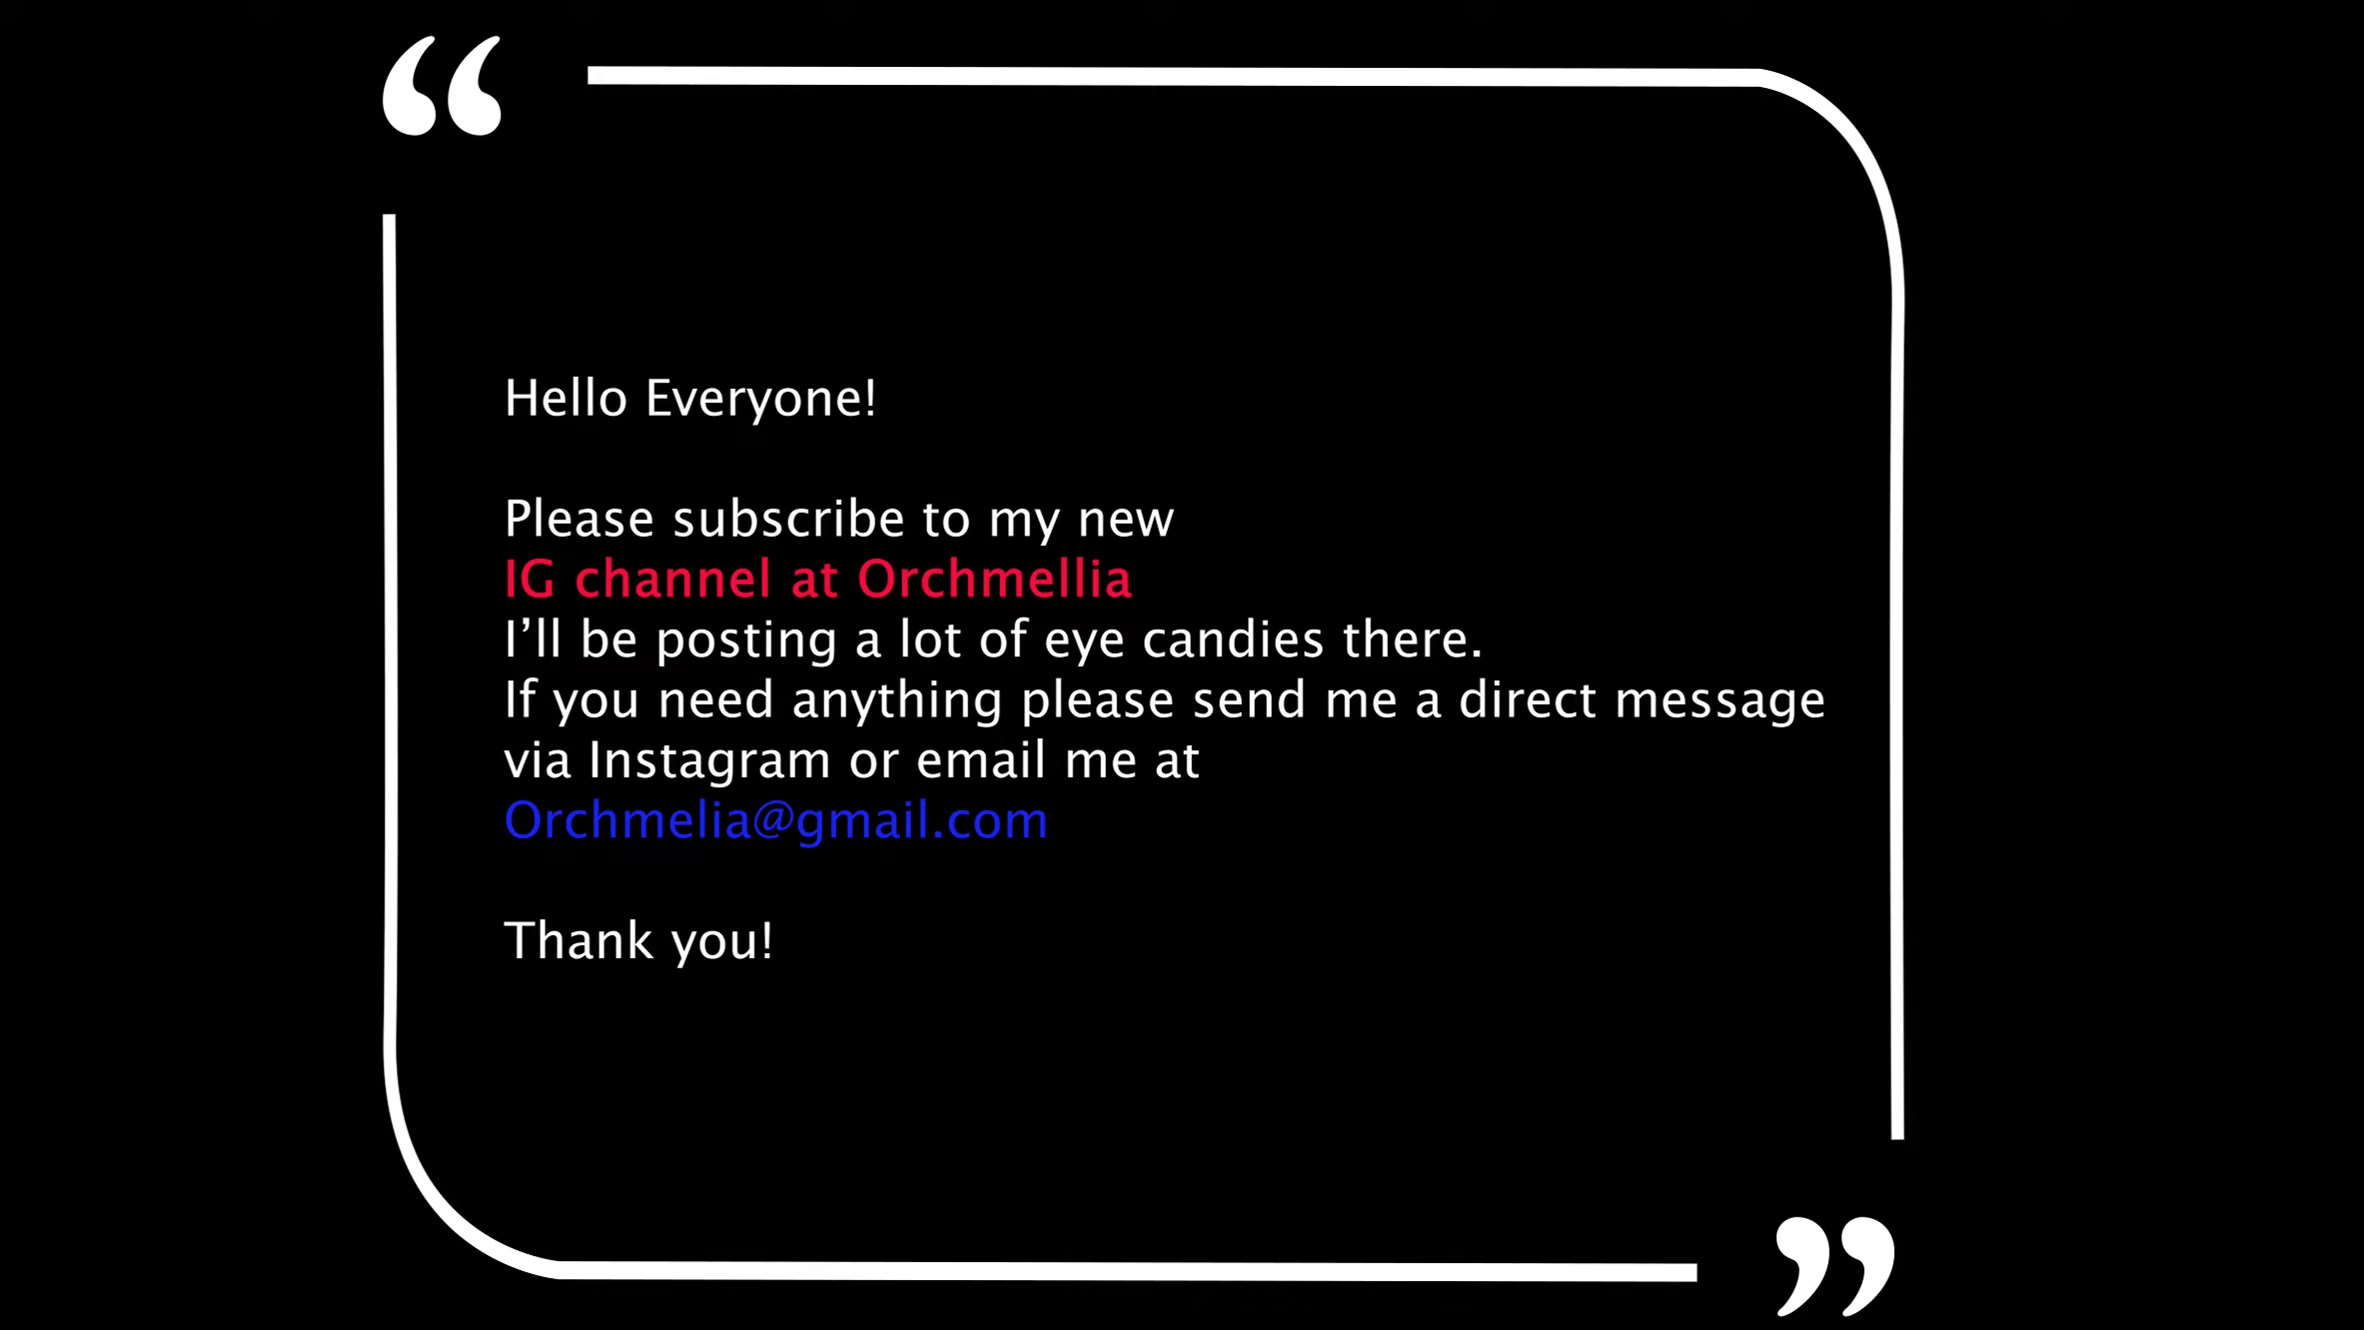 Hello Everyone!
Please subscribe to my new
IG channel at Orchmellia
I’ll be posting a lot of eye candies there.
If you need anything please send me a direct message
via Instagram or email me at
Orchmelia@gmail.com
Thank you!